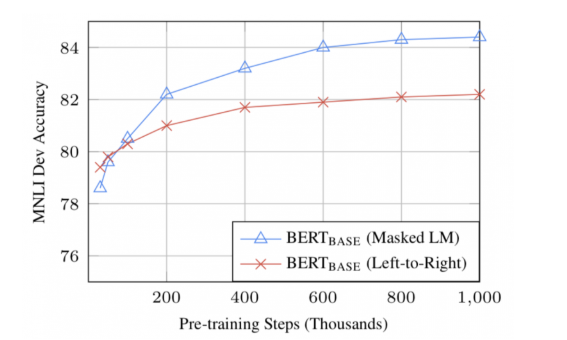 84
82
80
78
76
MNLI Dev Accuracy
BERTBASE (Masked LM)
BERTBASE (Left-to-Right)
200 400 600 800 1,000
Pre-training Steps (Thousands)